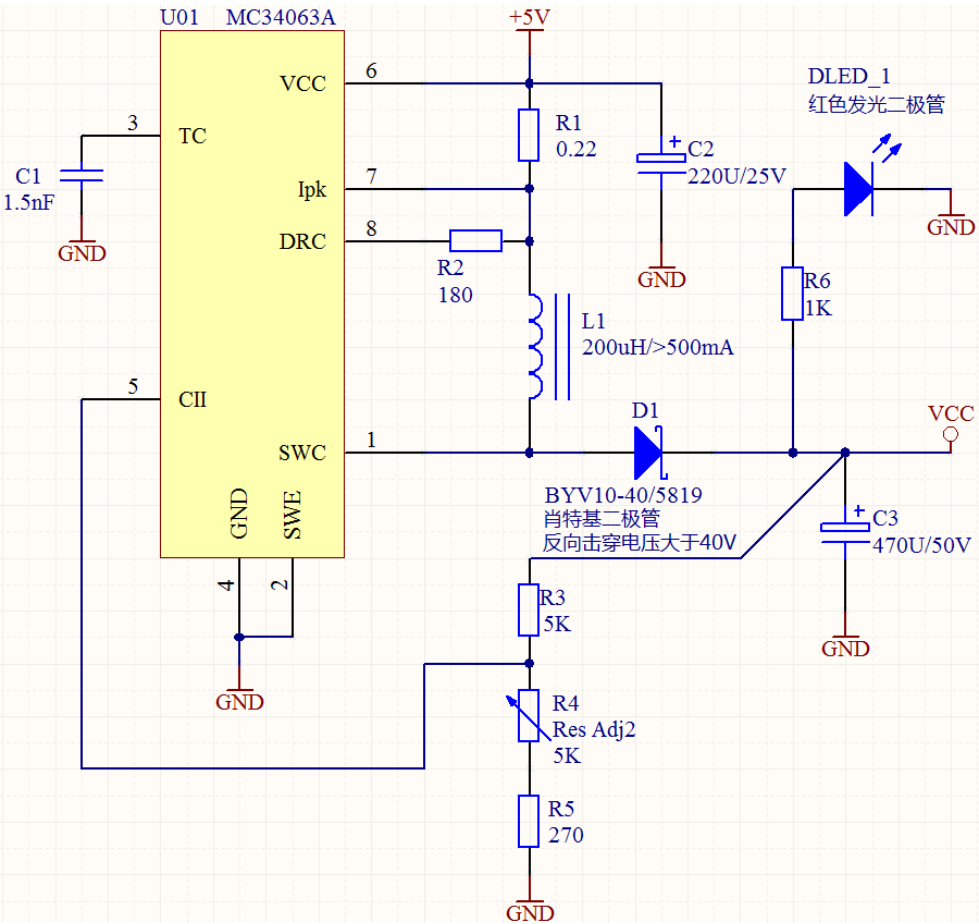 U01 MC34063A
+5V
VCC
6
3
TC
C1
1.5nF
GND
R1
0.22
C2
220U/25V
GND
DLED_1
红色发光二极管
GND
Ipk
7
DRC
8
R2
180
L1
200uH/>500mA
R6
1K
5
CII
SWC
1
D1
BYV10-40/5819
肖特基二极管
反向击穿电压大于40V
VCC
C3
470U/50V
GND
GND
SWE
4
2
GND
R3
5K
R4
Res Adj2
5K
R5
270
GND